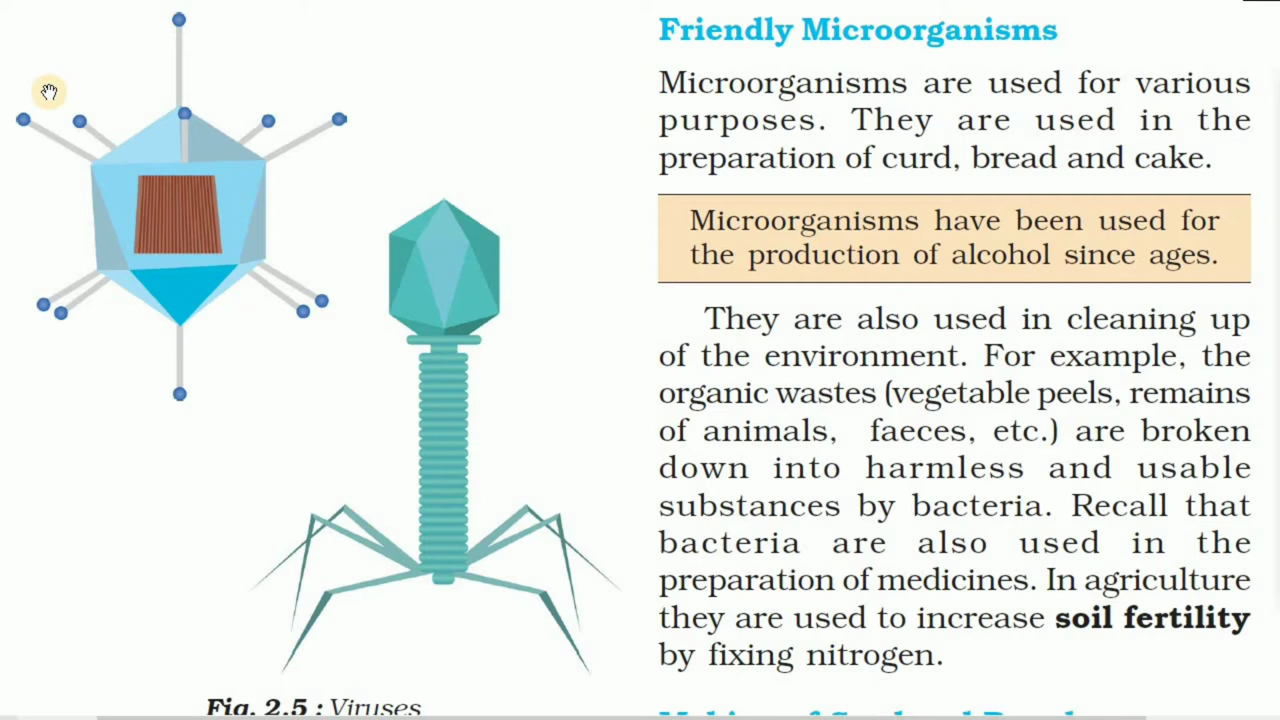 Friendly Microorganisms
Microorganisms are used for various
purposes. They are used in the
preparation of curd, bread and cake.
Microorganisms have been used for
the production of alcohol since ages.
They are also used in cleaning up
of the environment. For example, the
organic wastes (vegetable peels, remains
of animals, faeces, etc.) are broken
down into harmless and usable
substances by bacteria. Recall that
bacteria are also used in the
preparation of medicines. In agriculture
they are used to increase soil fertility
by fixing nitrogen.
Fig. 2.5 : Viruses